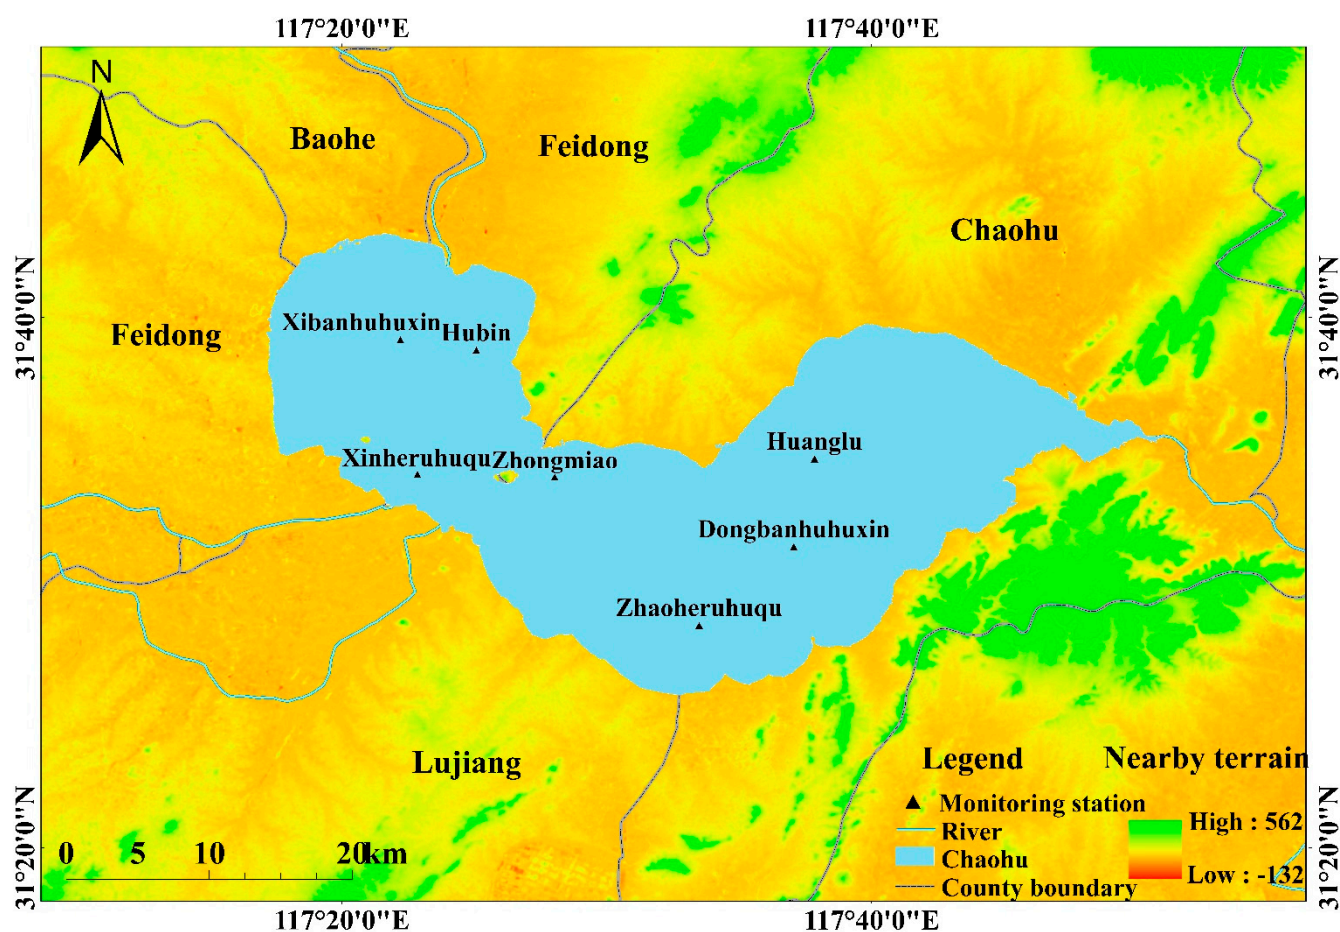 117°20'0"E
117°40'0"E
N
Baohe
Feidong
Chaohu
31°40'0"N
31°40'0"N
Feidong
Xibanhuhuxin
Hubin
Huanglu
Xinheruhuqu
Zhongmiao
Dongbanhuhuxin
Zhaoheruhuqu
Lujiang
Legend
Nearby terrain
Monitoring station
River
Chaohu
County boundary
High : 562
Low : -132
0 5 10 20km
31°20'0"N
31°20'0"N
117°20'0"E
117°40'0"E